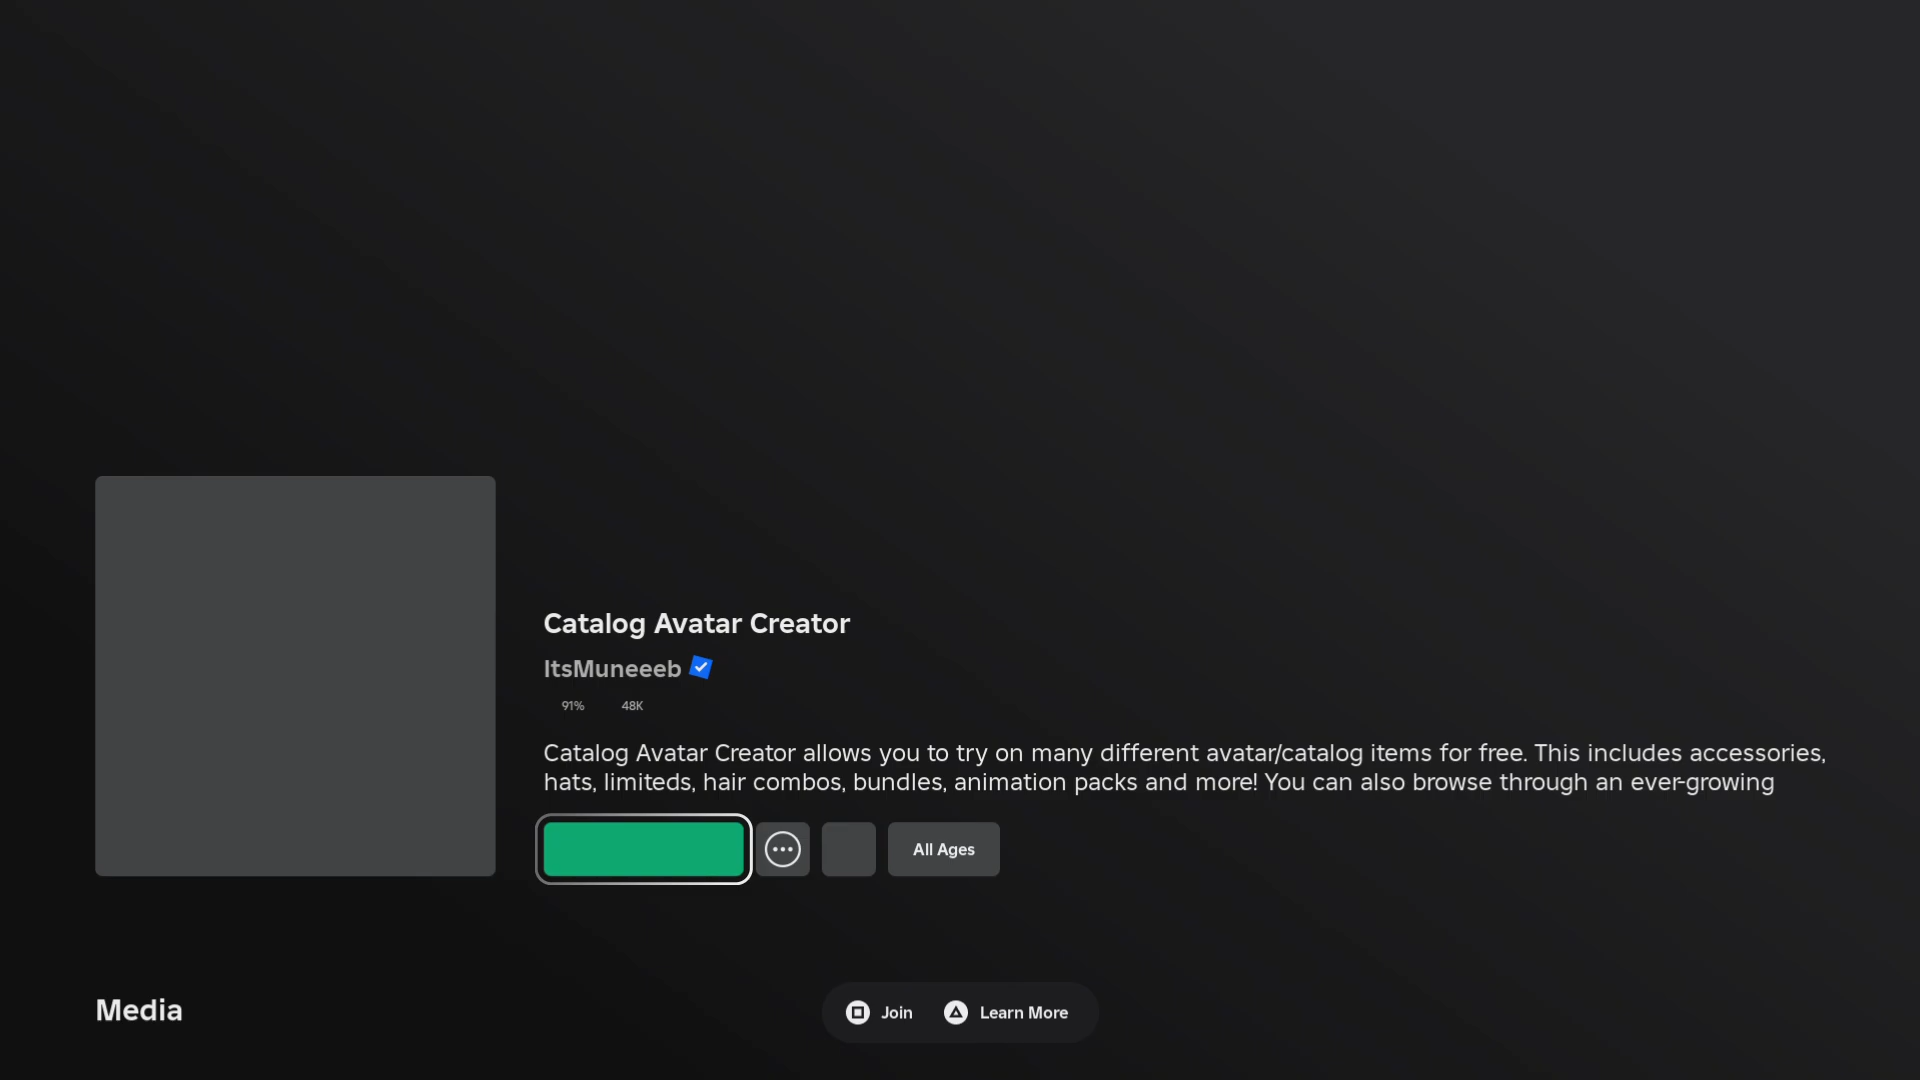 Catalog Avatar Creator
ItsMuneeeb
91% 48K
Catalog Avatar Creator allows you to try on many different avatar/catalog items for free. This includes accessories,
hats, limiteds, hair combos, bundles, animation packs and more! You can also browse through an ever-growing
All Ages
Media
Join Learn More